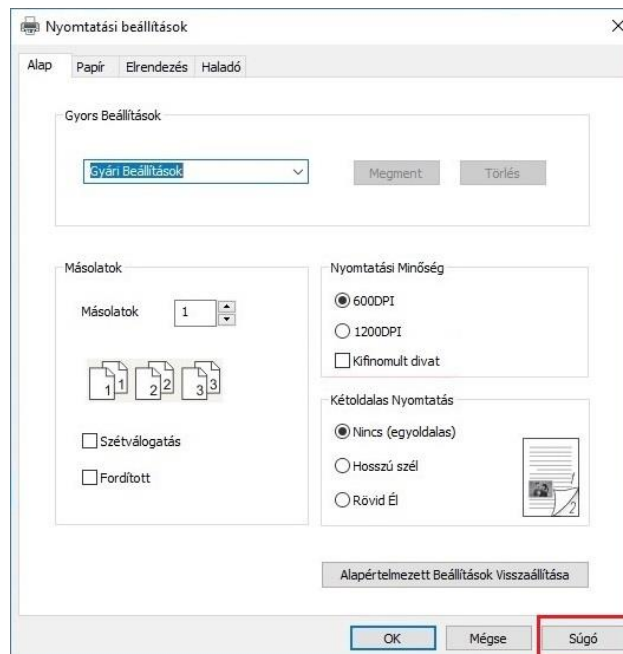 Nyomtatási beállítások
Alap Papír Elrendezés Haladó
Gyors Beállítások
Gyári Beállítások
Megment
Törlés
Másolatok
Másolatok 1
1 1 2 2 3 3
Szétválogatás
Fordított
Nyomtatási Minőség
600DPI
1200DPI
Kifinomult divat
Kétoldalas Nyomtatás
Nincs (egyoldalas)
Hosszú szél
Rövid Él
1
2
Alapértelmezett Beállítások Visszaállítása
OK Mégse Súgó